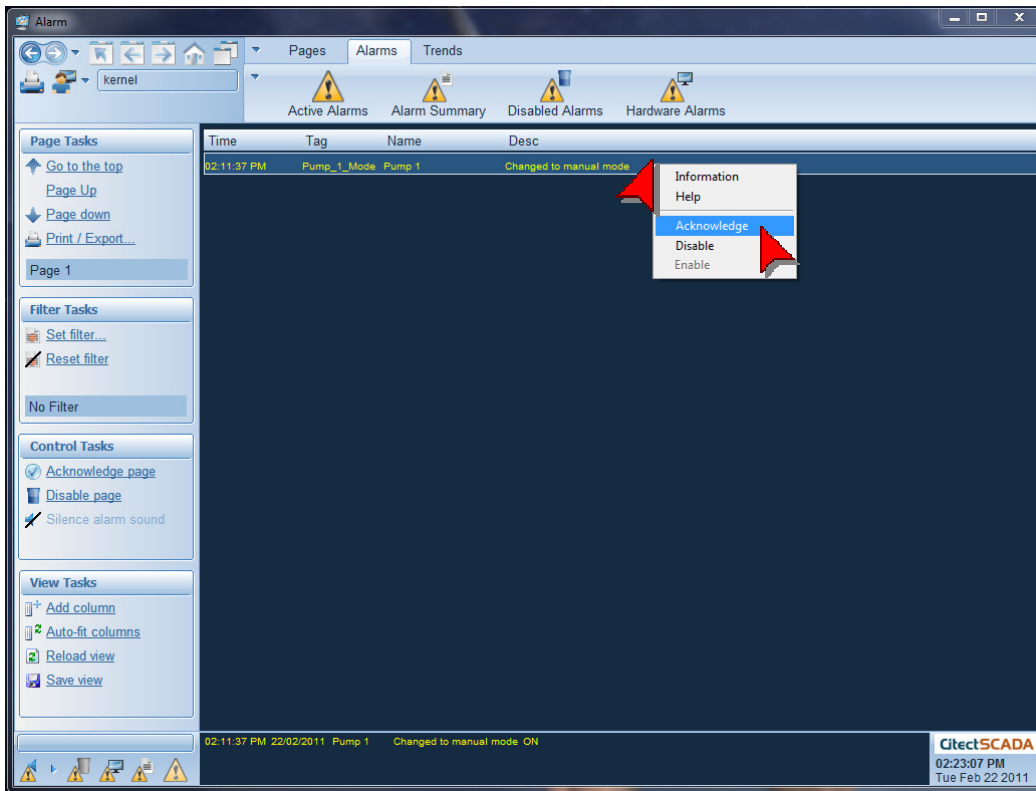 Alarm
Pages Alarms Trends
kernel
Active Alarms Alarm Summary Disabled Alarms Hardware Alarms
Page Tasks
Go to the top
Page Up
Page down
Print / Export...
Page 1
Filter Tasks
Set filter...
Reset filter
No Filter
Control Tasks
Acknowledge page
Disable page
Silence alarm sound
View Tasks
Add column
Auto-fit columns
Reload view
Save view
Time Tag Name Desc
02:11:37 PM Pump_1_Mode Pump 1 Changed to manual mode
Information
Help
Acknowledge
Disable
Enable
02:11:37 PM 22/02/2011 Pump 1 Changed to manual mode ON
CitectSCADA
02:23:07 PM
Tue Feb 22 2011